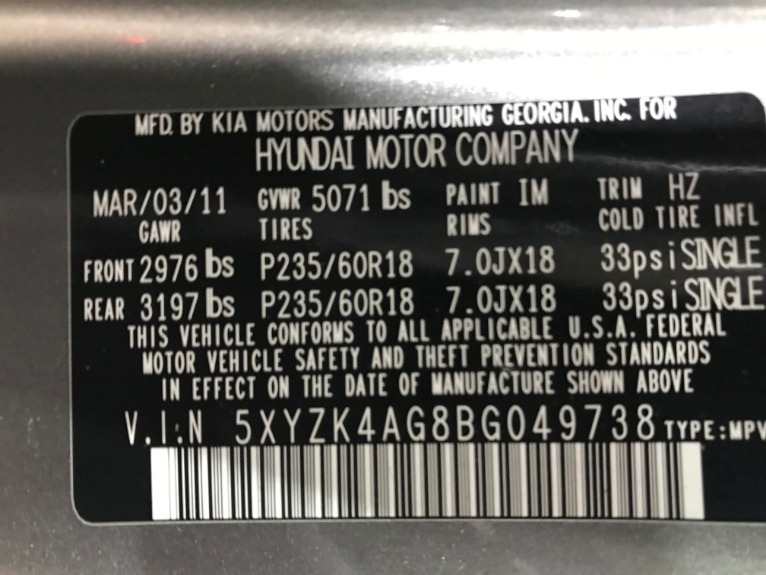 MFD. BY KIA MOTORS MANUFACTURING GEORGIA. INC. FOR
HYUNDAI MOTOR COMPANY
MAR/03/11 GVWR 5071 lbs PAINT IM TRIM HZ
GAWR TIRES RIMS COLD TIRE INFL
FRONT 2976 lbs P235/60R18 7.0JX18 33psi SINGLE
REAR 3197 lbs P235/60R18 7.0JX18 33psi SINGLE
THIS VEHICLE CONFORMS TO ALL APPLICABLE U.S.A. FEDERAL
MOTOR VEHICLE SAFETY AND THEFT PREVENTION STANDARDS
IN EFFECT ON THE DATE OF MANUFACTURE SHOWN ABOVE
V.I.N 5XYZK4AG8BG049738 TYPE:MPV